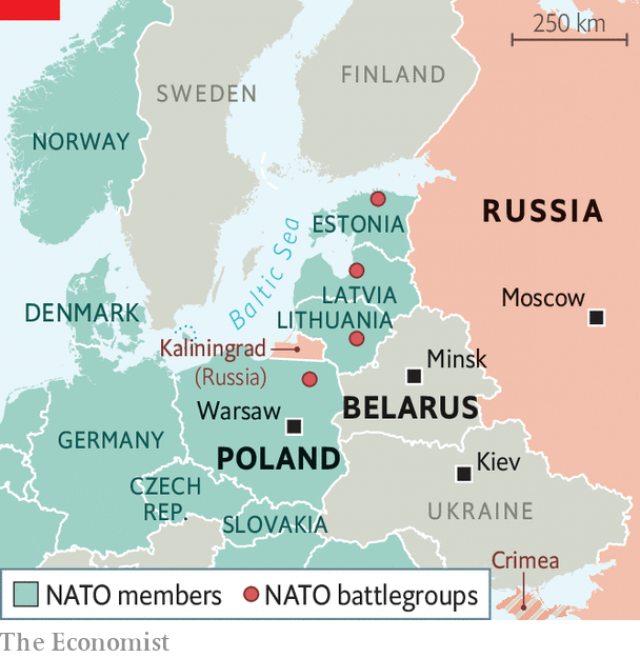 250 km
FINLAND
SWEDEN
NORWAY
RUSSIA
ESTONIA
Baltic Sea
LATVIA
Moscow
DENMARK
LITHUANIA
Kaliningrad
(Russia)
Minsk
Warsaw
BELARUS
GERMANY
POLAND
Kiev
CZECH
REP.
UKRAINE
SLOVAKIA
Crimea
NATO members
NATO battlegroups
The Economist